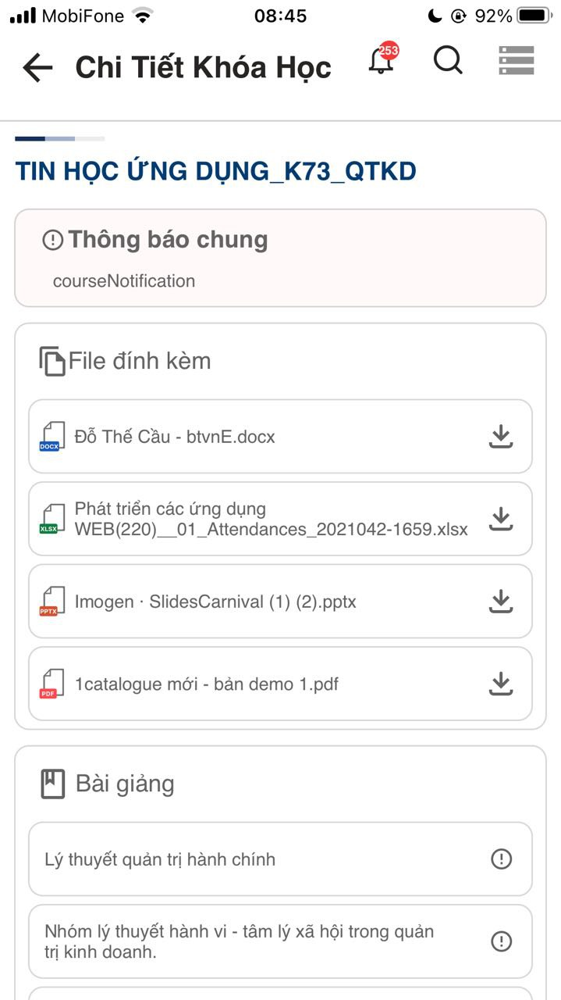 MobiFone 08:45 92%
Chi Tiết Khóa Học 253
TIN HỌC ỨNG DỤNG_K73_QTKD
Thông báo chung
courseNotification
File đính kèm
DOCX Đỗ Thế Cầu - btvnE.docx
Phát triển các ứng dụng
XLSX WEB(220)__01_Attendances_2021042-1659.xlsx
PPTX Imogen · SlidesCarnival (1) (2).pptx
PDF 1catalogue mới - bản demo 1.pdf
Bài giảng
Lý thuyết quản trị hành chính
Nhóm lý thuyết hành vi - tâm lý xã hội trong quản
trị kinh doanh.